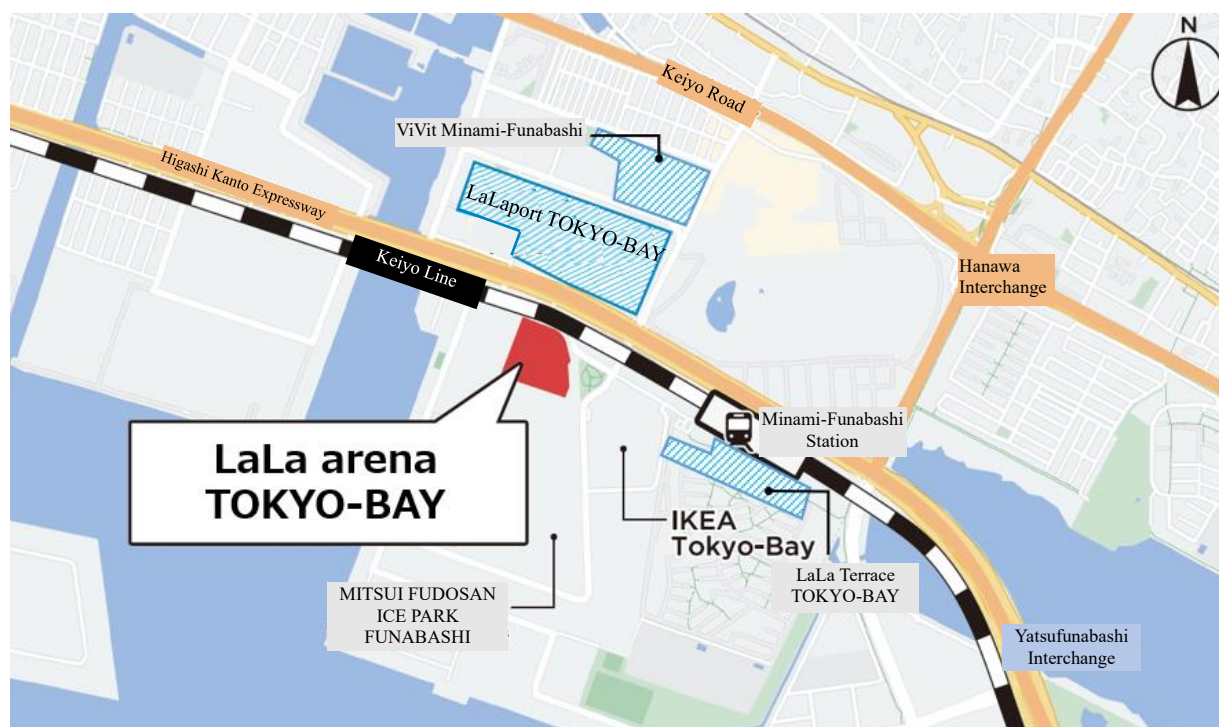 N
Keiyo Road
ViVit Minami-Funabashi
Higashi Kanto Expressway
LaLaport TOKYO-BAY
Keiyo Line
Hanawa
Interchange
Minami-Funabashi
Station
LaLa arena
TOKYO-BAY
IKEA
Tokyo-Bay
LaLa Terrace
TOKYO-BAY
MITSUI FUDOSAN
ICE PARK
FUNABASHI
Yatsufunabashi
Interchange